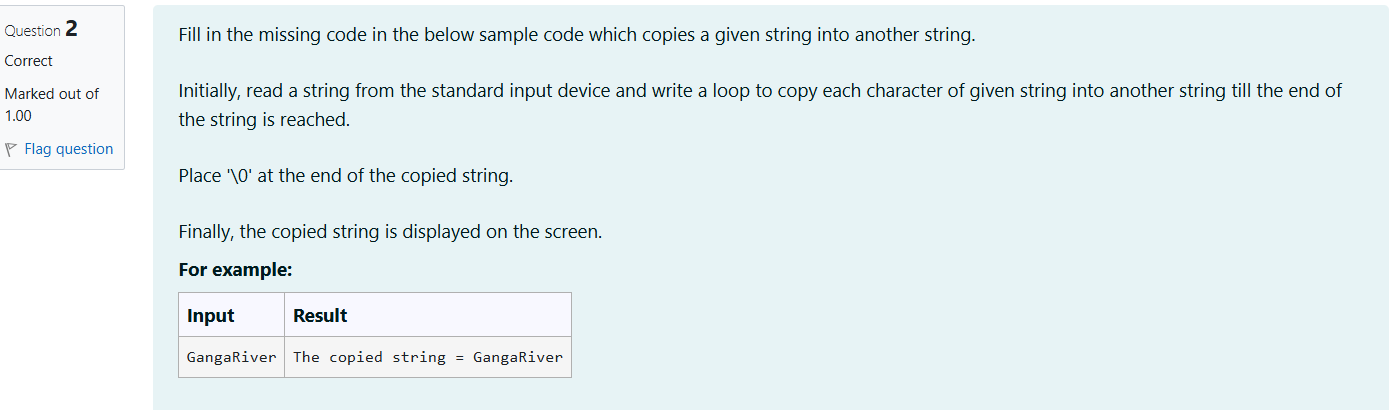 Question 2
Correct
Marked out of
1.00
Flag question
Fill in the missing code in the below sample code which copies a given string into another string.
Initially, read a string from the standard input device and write a loop to copy each character of given string into another string till the end of
the string is reached.
Place '\0' at the end of the copied string.
Finally, the copied string is displayed on the screen.
For example:
Input Result
GangaRiver The copied string = GangaRiver